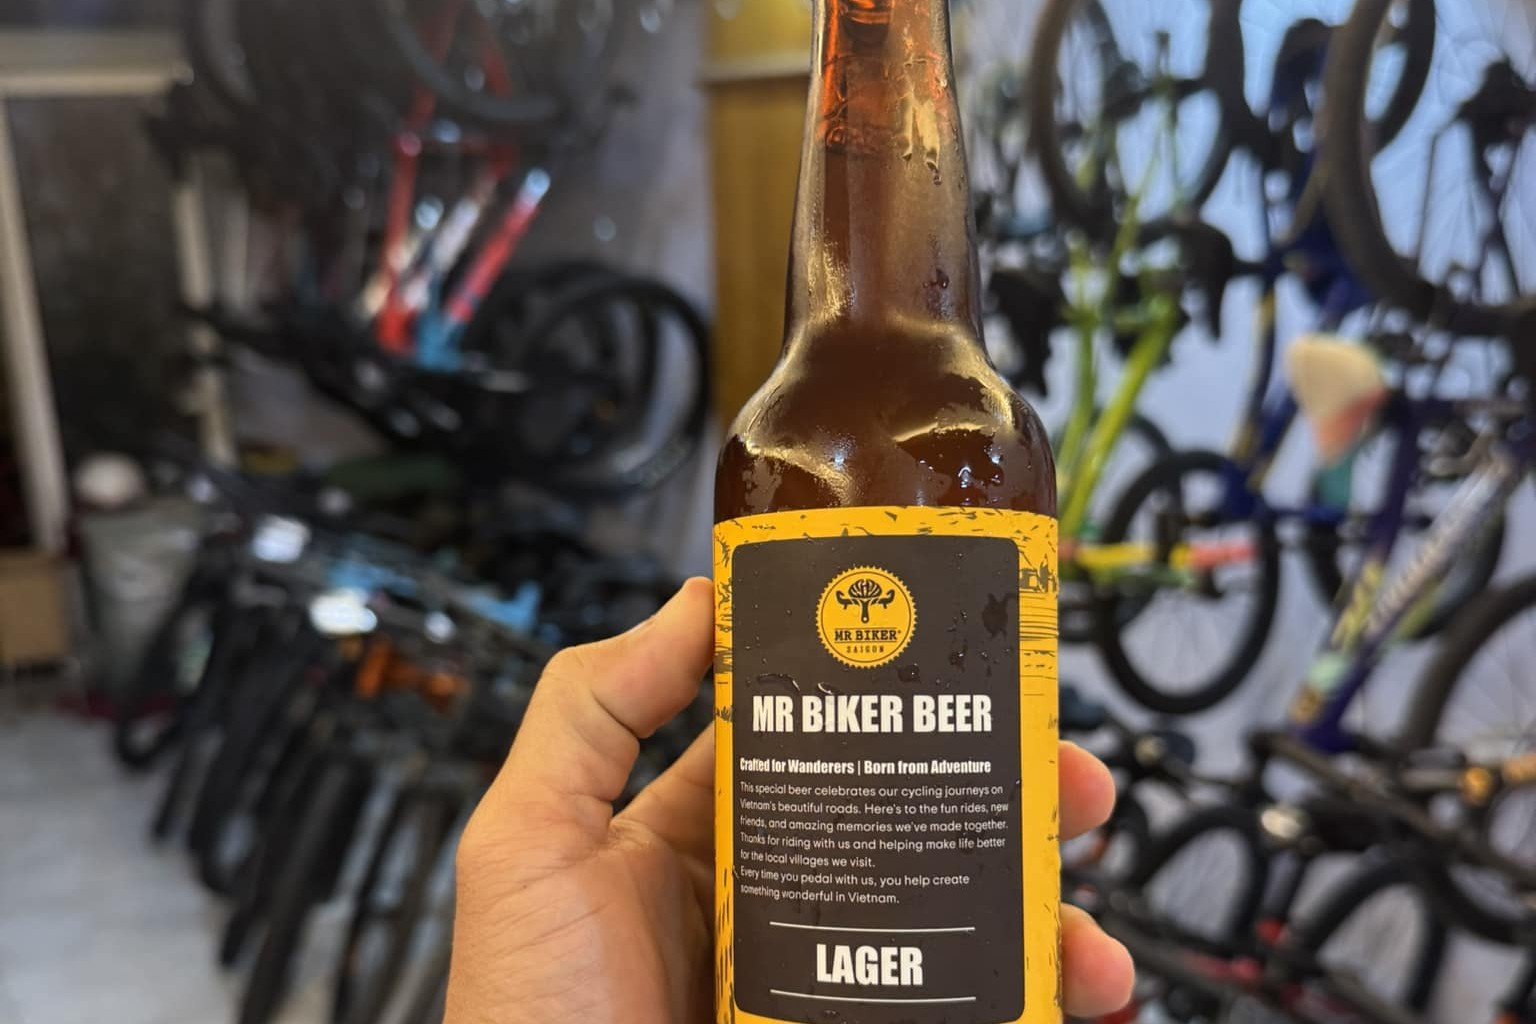 MR BIKER®
SAIGON
MR BIKER BEER
Crafted for Wanderers | Born from Adventure
This special beer celebrates our cycling journeys on
Vietnam's beautiful roads. Here's to the fun rides, new
friends, and amazing memories we've made together.
Thanks for riding with us and helping make life better
for the local villages we visit.
Every time you pedal with us, you help create
something wonderful in Vietnam.
LAGER